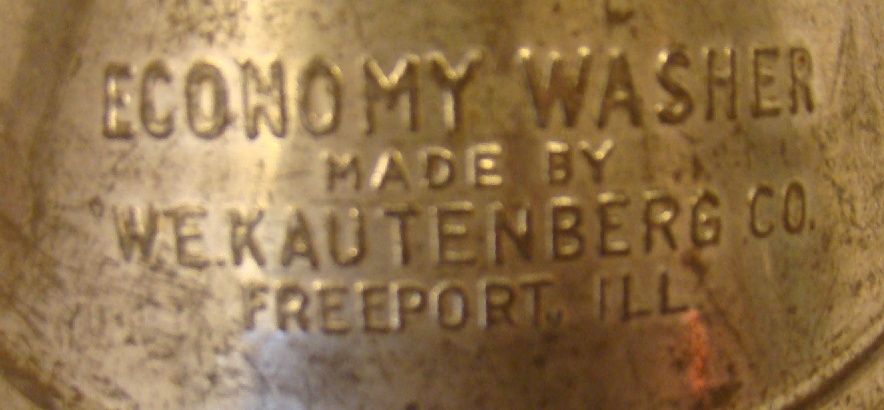 ECONOMY WASHER
MADE BY
W.E.KAUTENBERG CO.
FREEPORT, ILL.